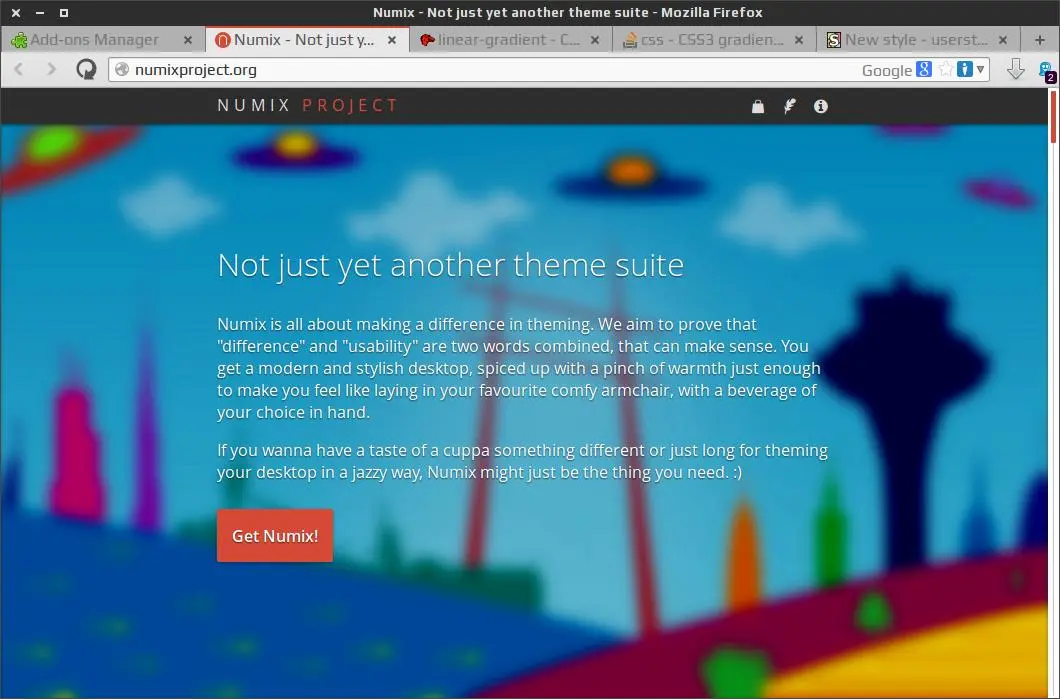 Numix - Not just yet another theme suite - Mozilla Firefox
Add-ons Manager
Numix - Not just y...
linear-gradient - C...
css - CSS3 gradien...
New style - userst...
numixproject.org
Google
8
2
NUMIX PROJECT
Not just yet another theme suite
Numix is all about making a difference in theming. We aim to prove that
"difference" and "usability" are two words combined, that can make sense. You
get a modern and stylish desktop, spiced up with a pinch of warmth just enough
to make you feel like laying in your favourite comfy armchair, with a beverage of
your choice in hand.
If you wanna have a taste of a cuppa something different or just long for theming
your desktop in a jazzy way, Numix might just be the thing you need. :)
Get Numix!